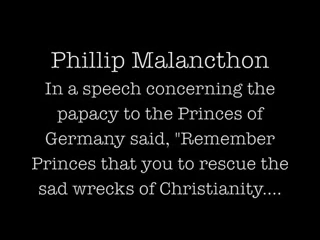 Phillip Malancthon
In a speech concerning the
papacy to the Princes of
Germany said, "Remember
Princes that you to rescue the
sad wrecks of Christianity....